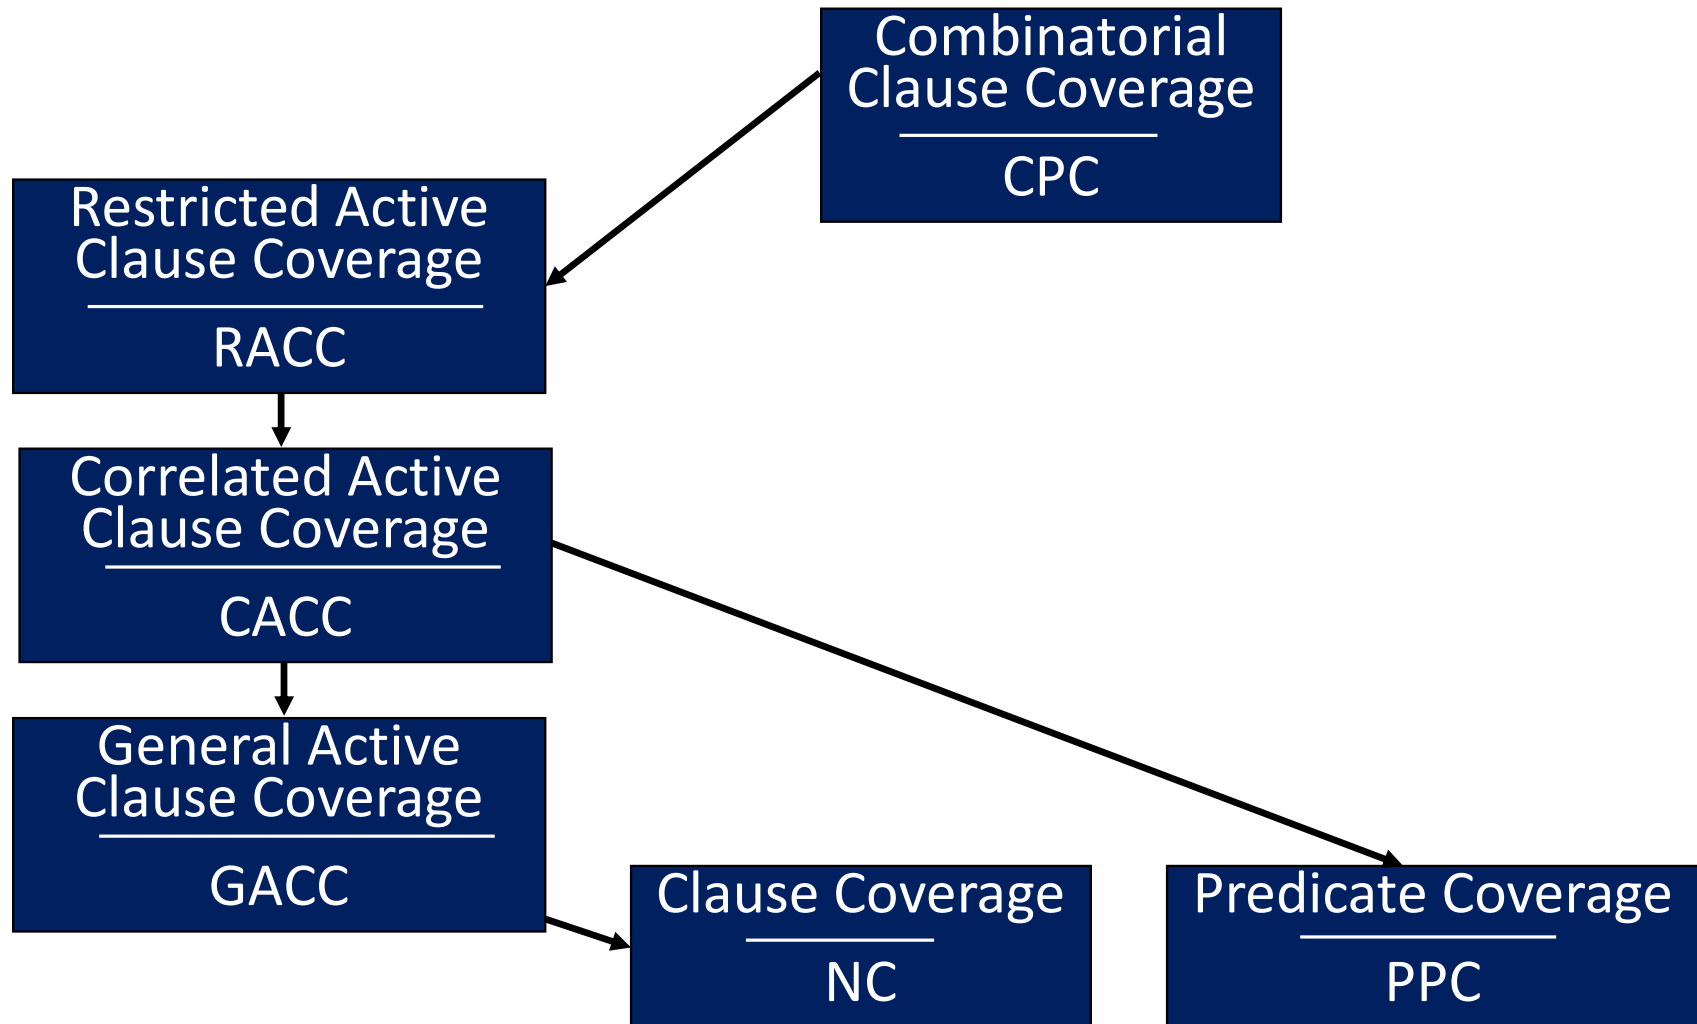 Combinatorial
Clause Coverage
CPC
Restricted Active
Clause Coverage
RACC
Correlated Active
Clause Coverage
CACC
General Active
Clause Coverage
GACC
Clause Coverage
NC
Predicate Coverage
PPC